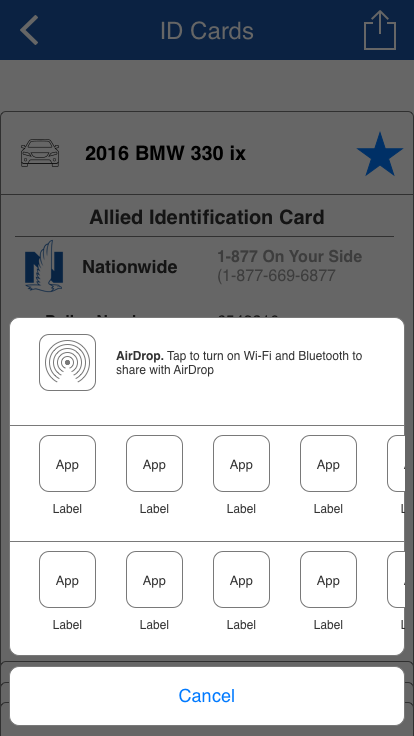 ID Cards
2016 BMW 330 ix
Allied Identification Card
Nationwide
1-877 On Your Side
(1-877-669-6877
AirDrop. Tap to turn on Wi-Fi and Bluetooth to
share with AirDrop
App App App App
Label Label Label Label
App App App App
Label Label Label Label
Cancel